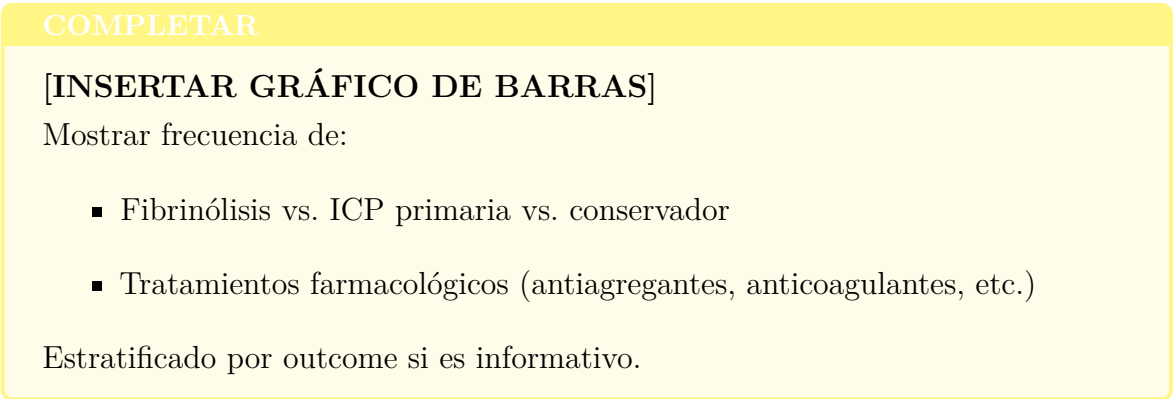 COMPLETAR
[INSERTAR GRÁFICO DE BARRAS]
Mostrar frecuencia de:
▪ Fibrinólisis vs. ICP primaria vs. conservador
▪ Tratamientos farmacológicos (antiagregantes, anticoagulantes, etc.)
Estratificado por outcome si es informativo.